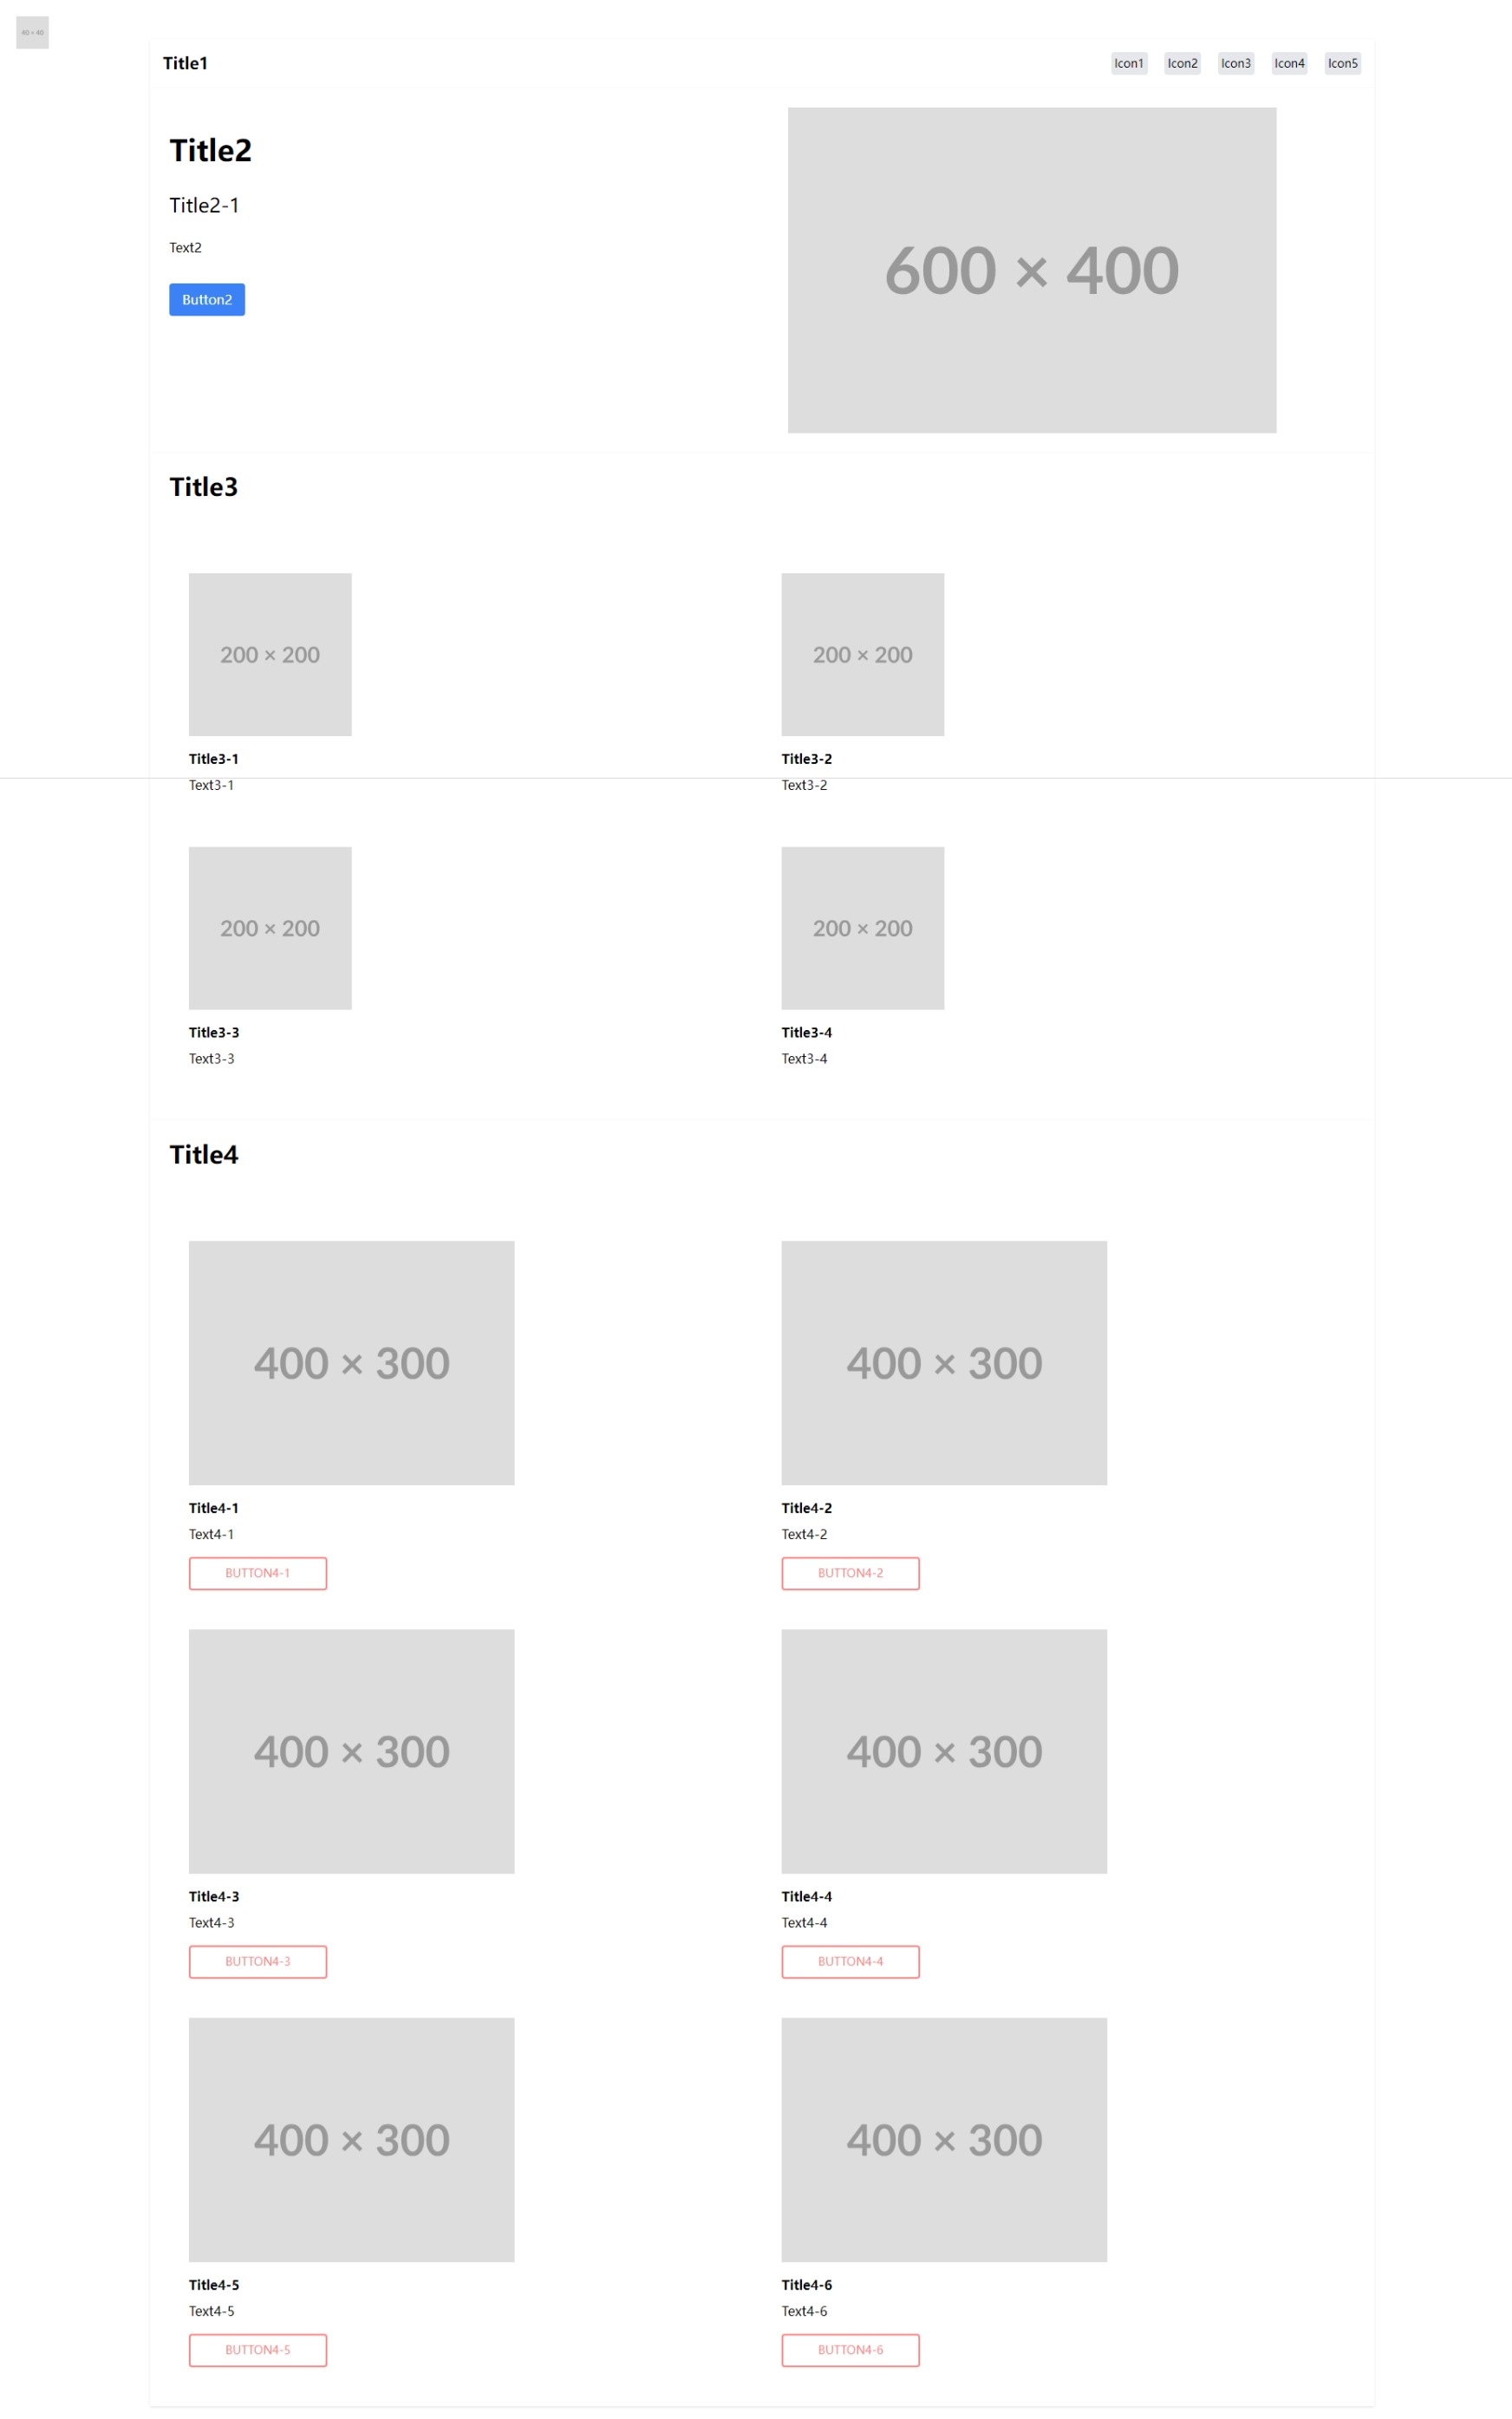 40 × 40
Title1
Icon1 Icon2 Icon3 Icon4 Icon5
Title2
Title2-1
Text2
Button2
600 × 400
Title3
200 × 200 200 × 200
Title3-1 Title3-2
Text3-1 Text3-2
200 × 200 200 × 200
Title3-3 Title3-4
Text3-3 Text3-4
Title4
400 × 300 400 × 300
Title4-1 Title4-2
Text4-1 Text4-2
BUTTON4-1 BUTTON4-2
400 × 300 400 × 300
Title4-3 Title4-4
Text4-3 Text4-4
BUTTON4-3 BUTTON4-4
400 × 300 400 × 300
Title4-5 Title4-6
Text4-5 Text4-6
BUTTON4-5 BUTTON4-6